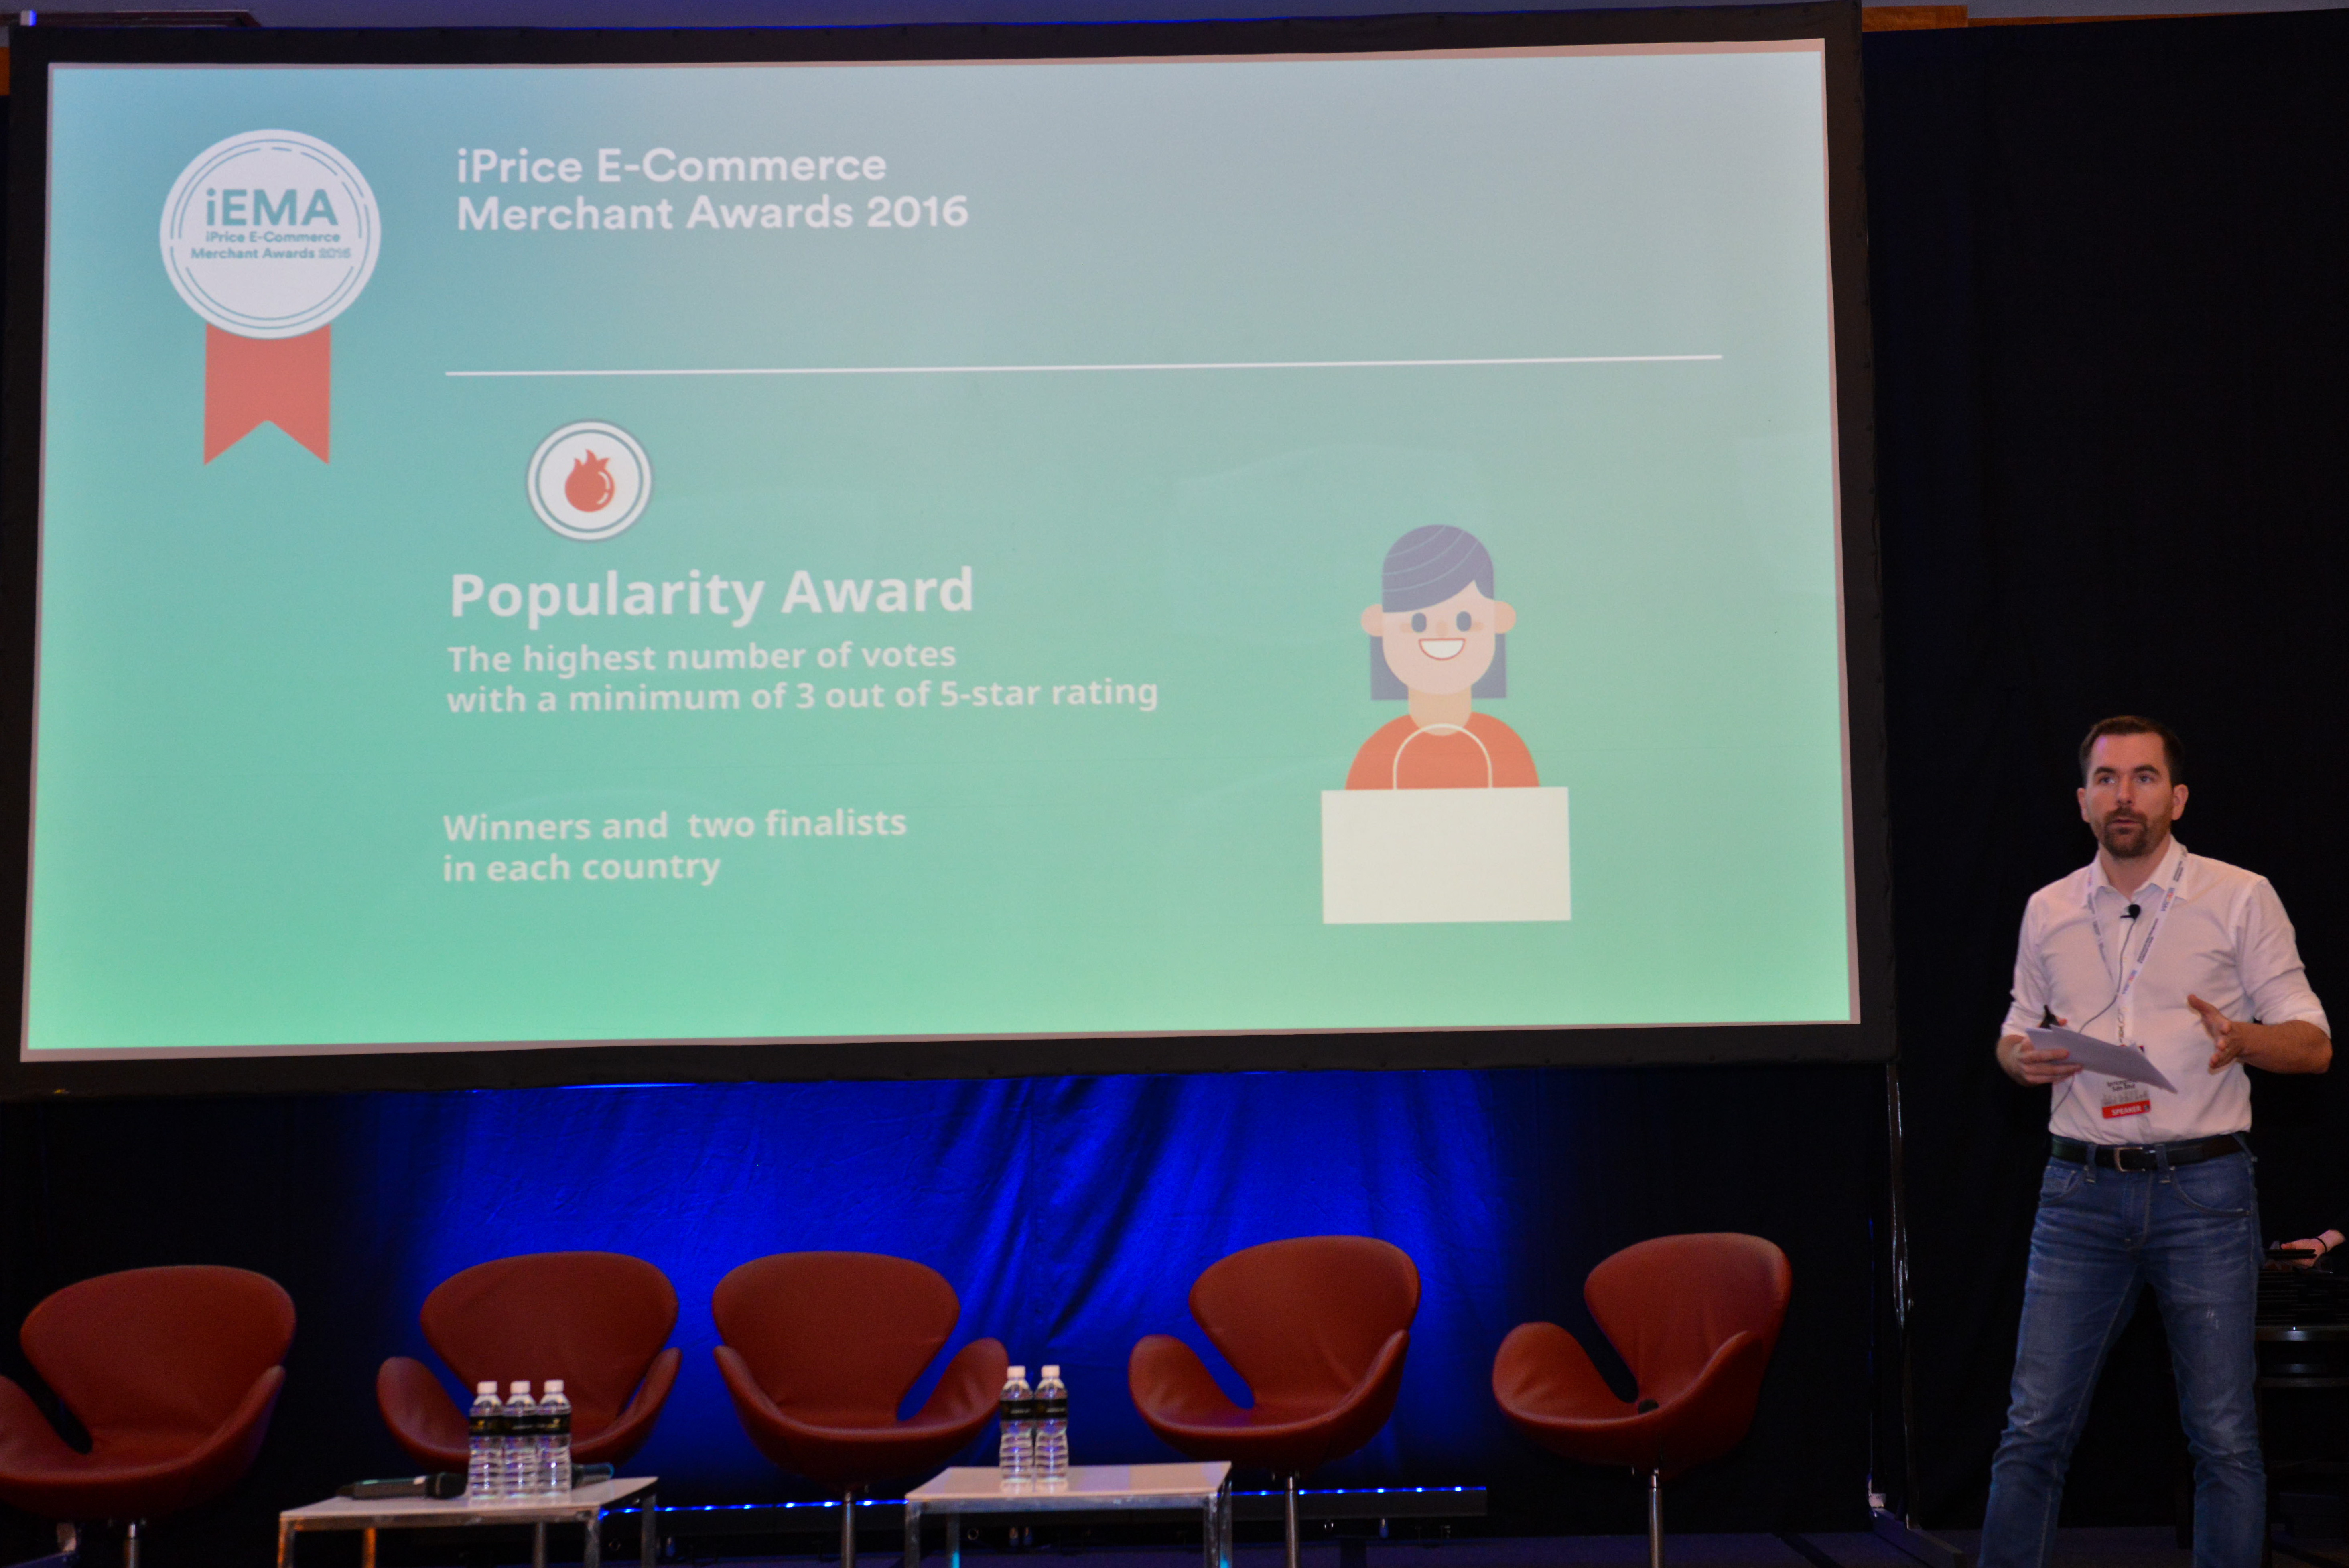 iEMA
iPrice E-Commerce
Merchant Awards 2016
iPrice E-Commerce
Merchant Awards 2016
Popularity Award
The highest number of votes
with a minimum of 3 out of 5-star rating
Winners and two finalists
in each country
SPEAKER